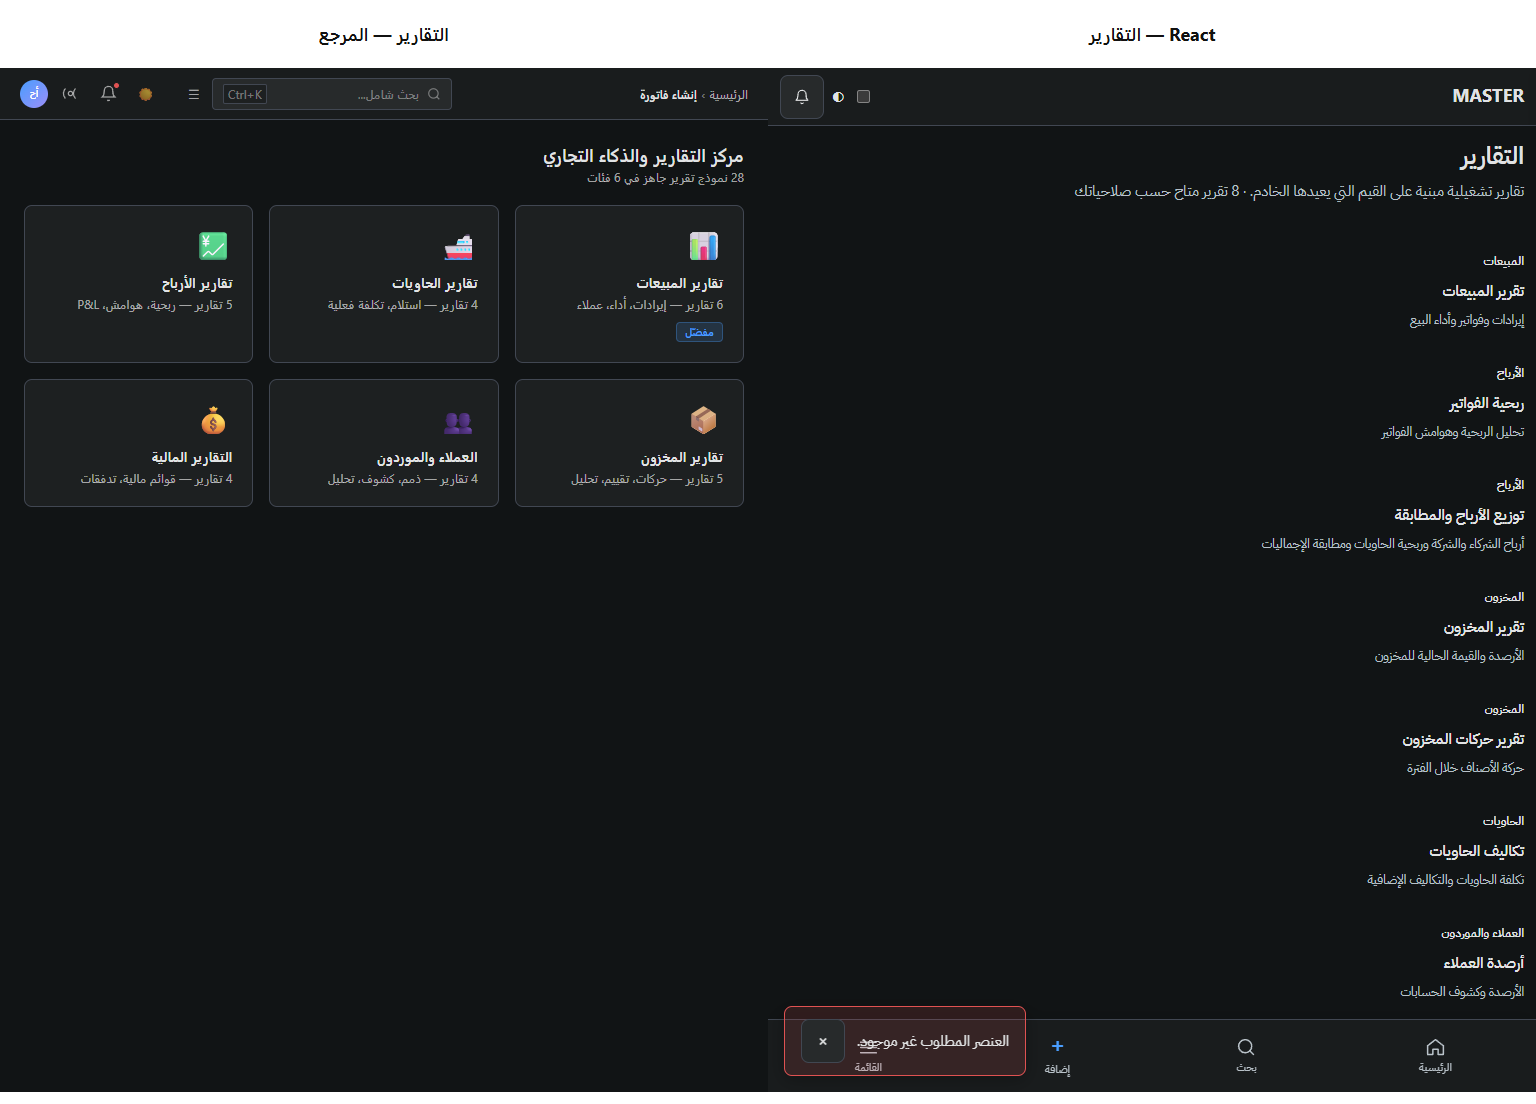 React — التقارير
MASTER
التقارير
تقارير تشغيلية مبنية على القيم التي يعيدها الخادم. · 8 تقرير متاح حسب صلاحياتك
المبيعات
تقرير المبيعات
إيرادات وفواتير وأداء البيع
الأرباح
ربحية الفواتير
تحليل الربحية وهوامش الفواتير
الأرباح
توزيع الأرباح والمطابقة
أرباح الشركاء والشركة وربحية الحاويات ومطابقة الإجماليات
المخزون
تقرير المخزون
الأرصدة والقيمة الحالية للمخزون
المخزون
تقرير حركات المخزون
حركة الأصناف خلال الفترة
الحاويات
تكاليف الحاويات
تكلفة الحاويات والتكاليف الإضافية
العملاء والموردون
أرصدة العملاء
الأرصدة وكشوف الحسابات
الرئيسية
بحث
إضافة
القائمة
العنصر المطلوب غير موجود.
التقارير — المرجع
الرئيسية › إنشاء فاتورة
بحث شامل...
Ctrl+K
أح
مركز التقارير والذكاء التجاري
28 نموذج تقرير جاهز في 6 فئات
تقارير المبيعات
6 تقارير — إيرادات، أداء، عملاء
مفضل
تقارير الحاويات
4 تقارير — استلام، تكلفة فعلية
تقارير الأرباح
5 تقارير — ربحية، هوامش، P&L
تقارير المخزون
5 تقارير — حركات، تقييم، تحليل
العملاء والموردون
4 تقارير — ذمم، كشوف، تحليل
التقارير المالية
4 تقارير — قوائم مالية، تدفقات